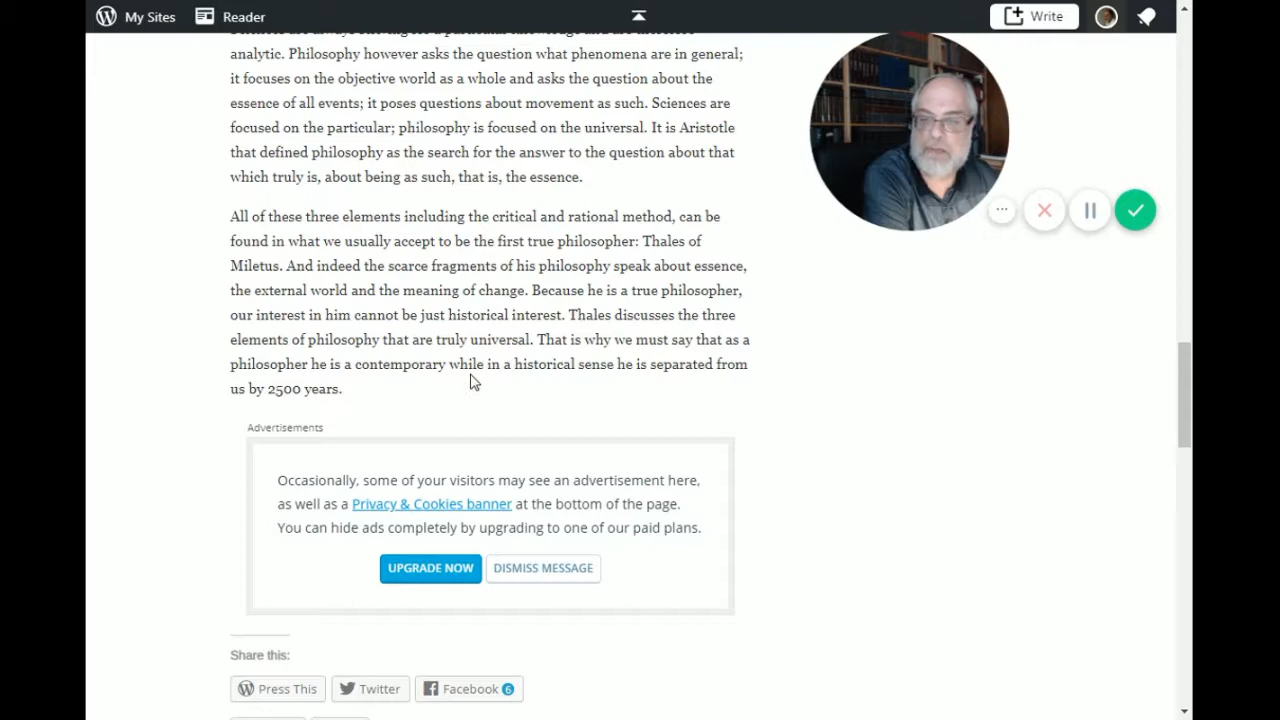 My Sites
Reader
Write
analytic. Philosophy however asks the question what phenomena are in general;
it focuses on the objective world as a whole and asks the question about the
essence of all events; it poses questions about movement as such. Sciences are
focused on the particular; philosophy is focused on the universal. It is Aristotle
that defined philosophy as the search for the answer to the question about that
which truly is, about being as such, that is, the essence.
All of these three elements including the critical and rational method, can be
found in what we usually accept to be the first true philosopher: Thales of
Miletus. And indeed the scarce fragments of his philosophy speak about essence,
the external world and the meaning of change. Because he is a true philosopher,
our interest in him cannot be just historical interest. Thales discusses the three
elements of philosophy that are truly universal. That is why we must say that as a
philosopher he is a contemporary while in a historical sense he is separated from
us by 2500 years.
Advertisements
Occasionally, some of your visitors may see an advertisement here,
as well as a Privacy & Cookies banner at the bottom of the page.
You can hide ads completely by upgrading to one of our paid plans.
UPGRADE NOW
DISMISS MESSAGE
Share this:
Press This
Twitter
Facebook 6